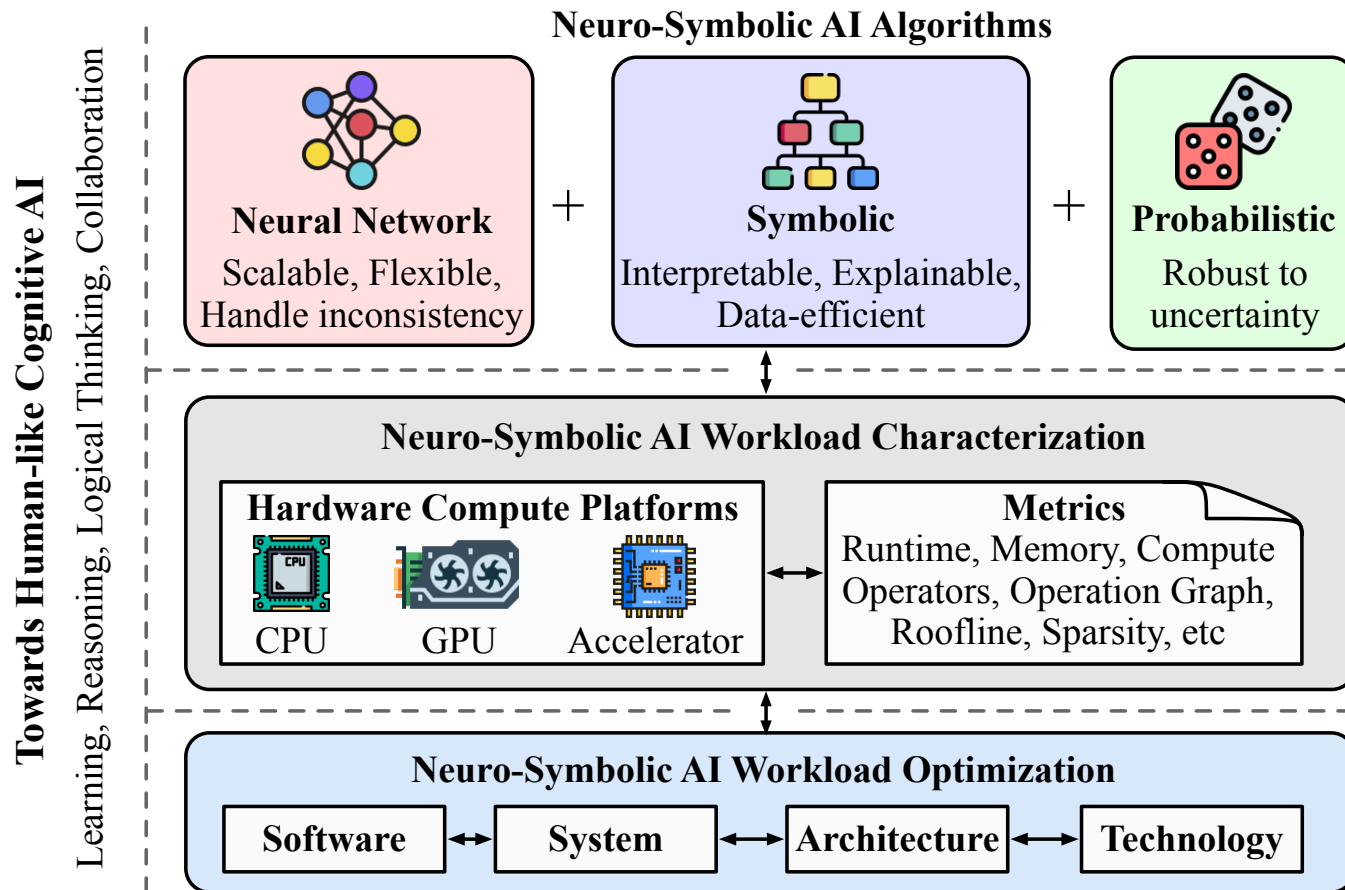 Neuro-Symbolic AI Algorithms
Towards Human-like Cognitive AI
Learning, Reasoning, Logical Thinking, Collaboration
Neural Network
Scalable, Flexible,
Handle inconsistency
+
Symbolic
Interpretable, Explainable,
Data-efficient
+
Probabilistic
Robust to
uncertainty
Neuro-Symbolic AI Workload Characterization
Hardware Compute Platforms
CPU
CPU
GPU
Accelerator
Metrics
Runtime, Memory, Compute
Operators, Operation Graph,
Roofline, Sparsity, etc
Neuro-Symbolic AI Workload Optimization
Software
System
Architecture
Technology